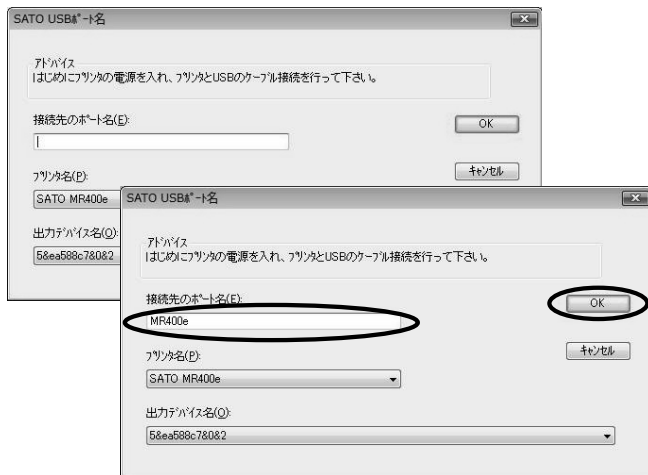 SATO USBﾎﾟｰﾄ名
ｱﾄﾞﾊﾞｲｽ
はじめにﾌﾟﾘﾝﾀの電源を入れ、ﾌﾟﾘﾝﾀとUSBのｹｰﾌﾞﾙ接続を行って下さい。
接続先のﾎﾟｰﾄ名(E):
OK
ﾌﾟﾘﾝﾀ名(P):
ｷｬﾝｾﾙ
SATO MR400e
出力ﾃﾞﾊﾞｲｽ名(O):
5&ea588c7&0&2
SATO USBﾎﾟｰﾄ名
ｱﾄﾞﾊﾞｲｽ
はじめにﾌﾟﾘﾝﾀの電源を入れ、ﾌﾟﾘﾝﾀとUSBのｹｰﾌﾞﾙ接続を行って下さい。
接続先のﾎﾟｰﾄ名(E):
OK
MR400e
ﾌﾟﾘﾝﾀ名(P):
ｷｬﾝｾﾙ
SATO MR400e
出力ﾃﾞﾊﾞｲｽ名(O):
5&ea588c7&0&2